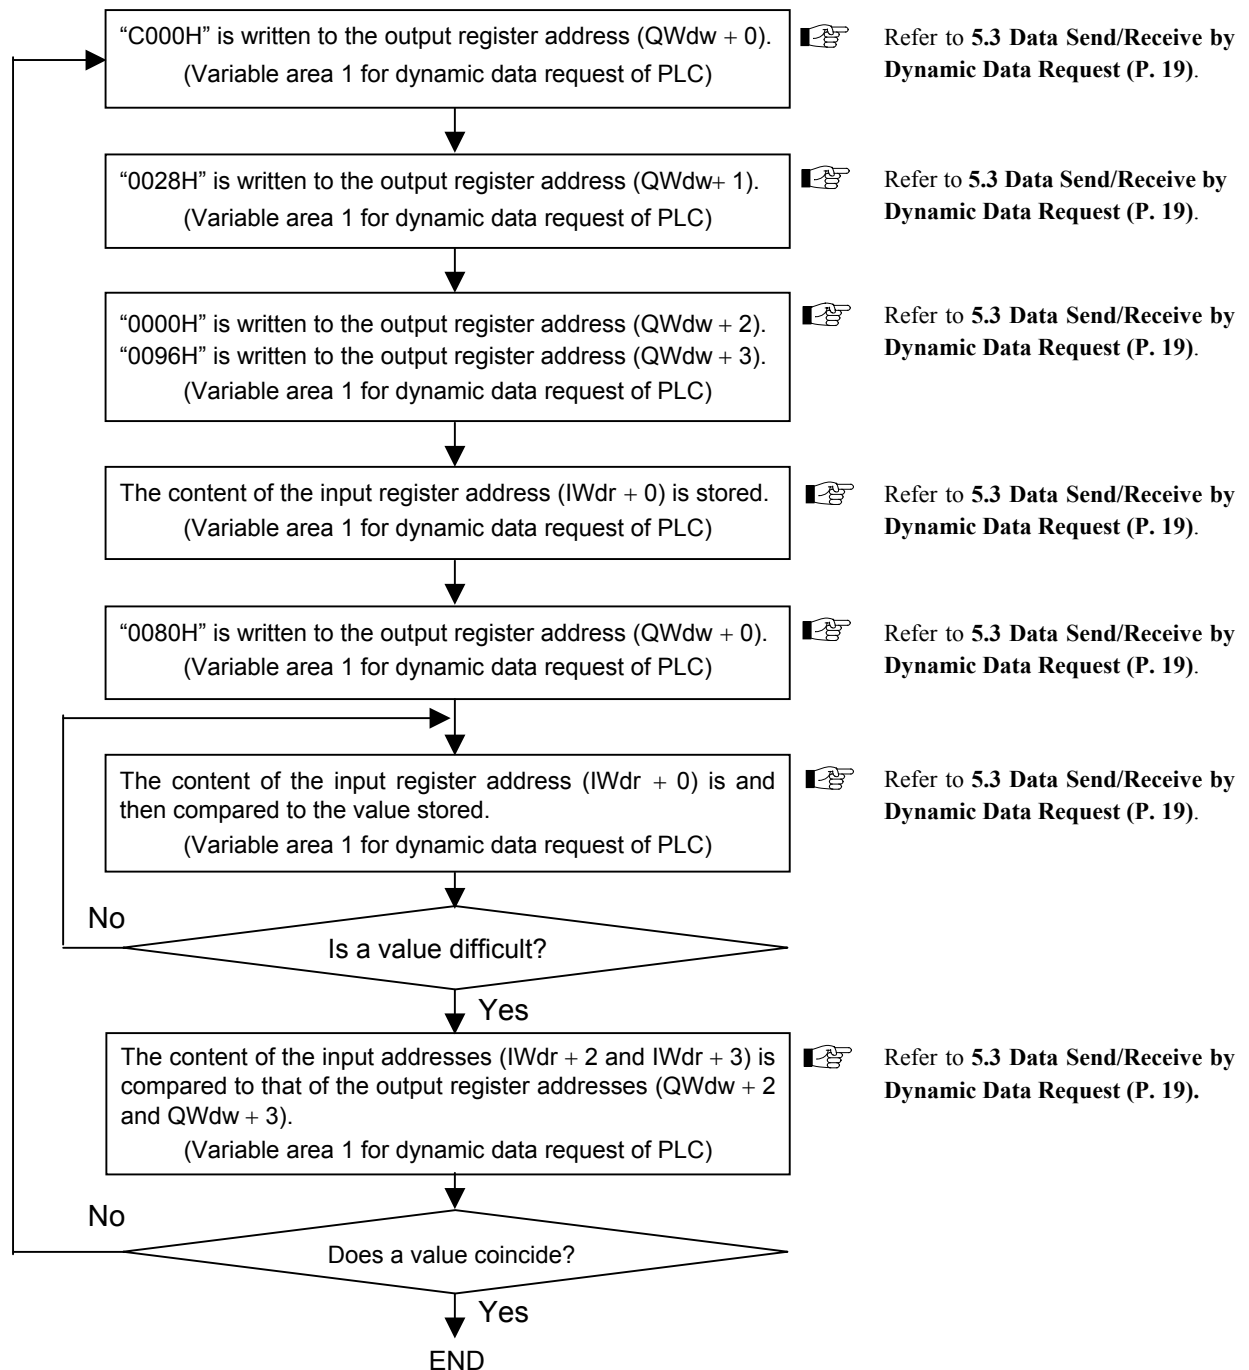 “C000H” is written to the output register address (QWdw + 0).
(Variable area 1 for dynamic data request of PLC)
Refer to 5.3 Data Send/Receive by
Dynamic Data Request (P. 19).
“0028H” is written to the output register address (QWdw+ 1).
(Variable area 1 for dynamic data request of PLC)
Refer to 5.3 Data Send/Receive by
Dynamic Data Request (P. 19).
“0000H” is written to the output register address (QWdw + 2).
“0096H” is written to the output register address (QWdw + 3).
(Variable area 1 for dynamic data request of PLC)
Refer to 5.3 Data Send/Receive by
Dynamic Data Request (P. 19).
The content of the input register address (IWdr + 0) is stored.
(Variable area 1 for dynamic data request of PLC)
Refer to 5.3 Data Send/Receive by
Dynamic Data Request (P. 19).
“0080H” is written to the output register address (QWdw + 0).
(Variable area 1 for dynamic data request of PLC)
Refer to 5.3 Data Send/Receive by
Dynamic Data Request (P. 19).
The content of the input register address (IWdr + 0) is and
then compared to the value stored.
(Variable area 1 for dynamic data request of PLC)
Refer to 5.3 Data Send/Receive by
Dynamic Data Request (P. 19).
No
Is a value difficult?
Yes
The content of the input addresses (IWdr + 2 and IWdr + 3) is
compared to that of the output register addresses (QWdw + 2
and QWdw + 3).
(Variable area 1 for dynamic data request of PLC)
Refer to 5.3 Data Send/Receive by
Dynamic Data Request (P. 19).
No
Does a value coincide?
Yes
END